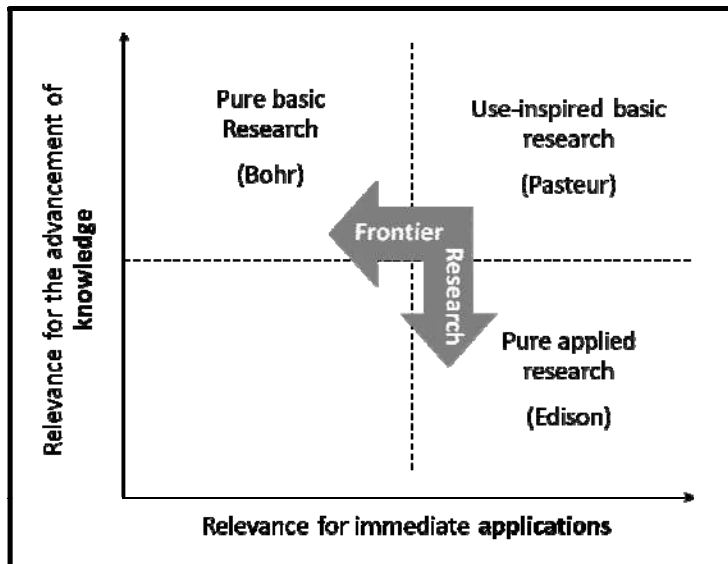 Relevance for the advancement of
knowledge
Pure basic
Research
(Bohr)
Use-inspired basic
research
(Pasteur)
Frontier
Research
Pure applied
research
(Edison)
Relevance for immediate applications